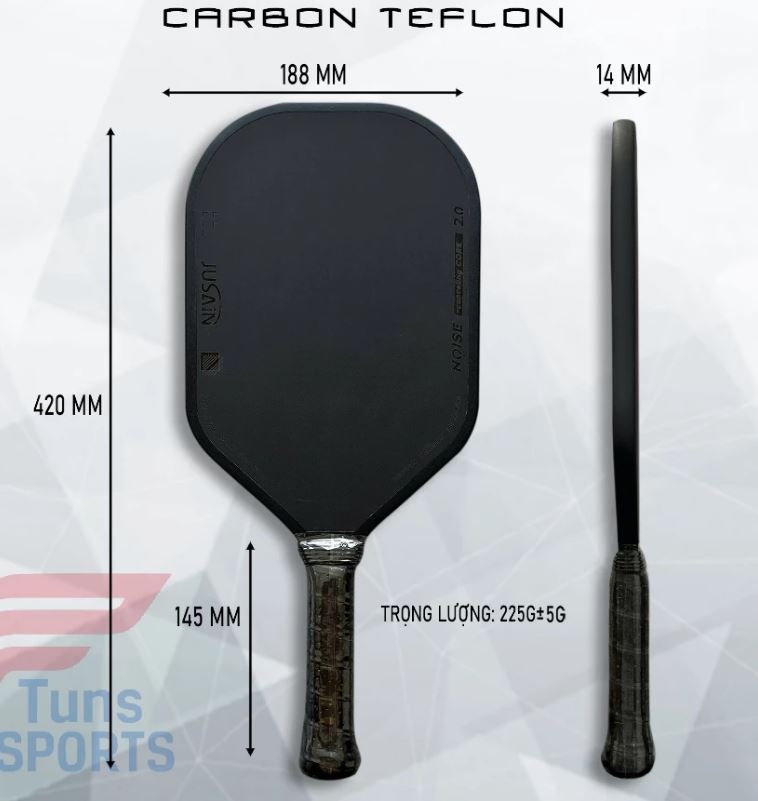 CARBON TEFLON
188 MM
14 MM
2.0
JUSAIN
NOISE
420 MM
145 MM
TRỌNG LƯỢNG: 225G±5G
Tuns
SPORTS